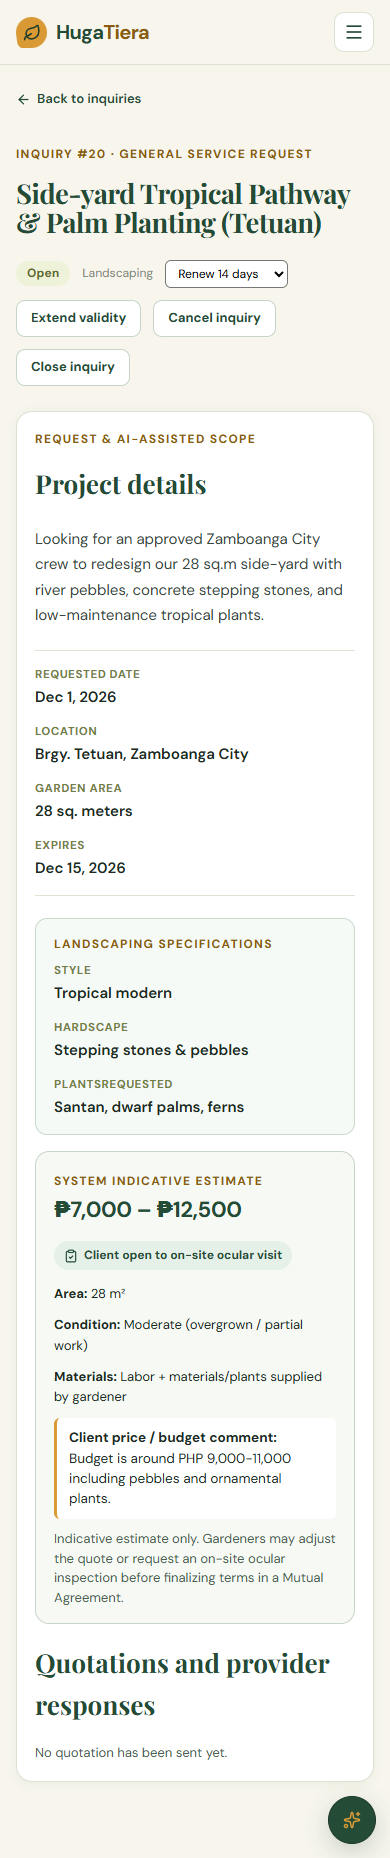 HugaTiera
Back to inquiries
INQUIRY #20 · GENERAL SERVICE REQUEST
Side-yard Tropical Pathway
& Palm Planting (Tetuan)
Open
Landscaping
Renew 14 days
Extend validity
Cancel inquiry
Close inquiry
REQUEST & AI-ASSISTED SCOPE
Project details
Looking for an approved Zamboanga City
crew to redesign our 28 sq.m side-yard with
river pebbles, concrete stepping stones, and
low-maintenance tropical plants.
REQUESTED DATE
Dec 1, 2026
LOCATION
Brgy. Tetuan, Zamboanga City
GARDEN AREA
28 sq. meters
EXPIRES
Dec 15, 2026
LANDSCAPING SPECIFICATIONS
STYLE
Tropical modern
HARDSCAPE
Stepping stones & pebbles
PLANTSREQUESTED
Santan, dwarf palms, ferns
SYSTEM INDICATIVE ESTIMATE
₱7,000 – ₱12,500
Client open to on-site ocular visit
Area: 28 m²
Condition: Moderate (overgrown / partial
work)
Materials: Labor + materials/plants supplied
by gardener
Client price / budget comment:
Budget is around PHP 9,000-11,000
including pebbles and ornamental
plants.
Indicative estimate only. Gardeners may adjust
the quote or request an on-site ocular
inspection before finalizing terms in a Mutual
Agreement.
Quotations and provider
responses
No quotation has been sent yet.